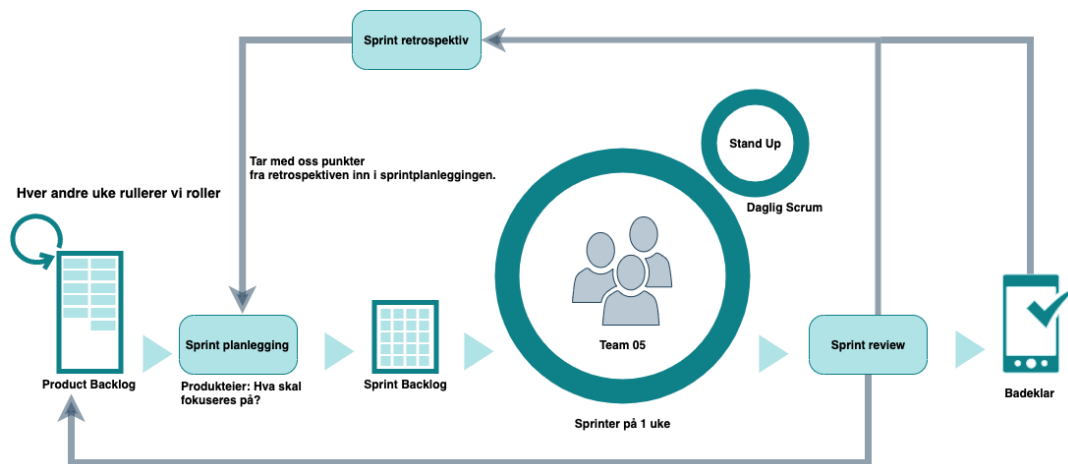 Sprint retrospektiv
Stand Up
Tar med oss punkter
fra retrospektiven inn i sprintplanleggingen.
Hver andre uke rullerer vi roller
Daglig Scrum
Sprint planlegging
Team 05
Sprint review
Product Backlog
Produkteier: Hva skal
fokuseres på?
Sprint Backlog
Badeklar
Sprinter på 1 uke